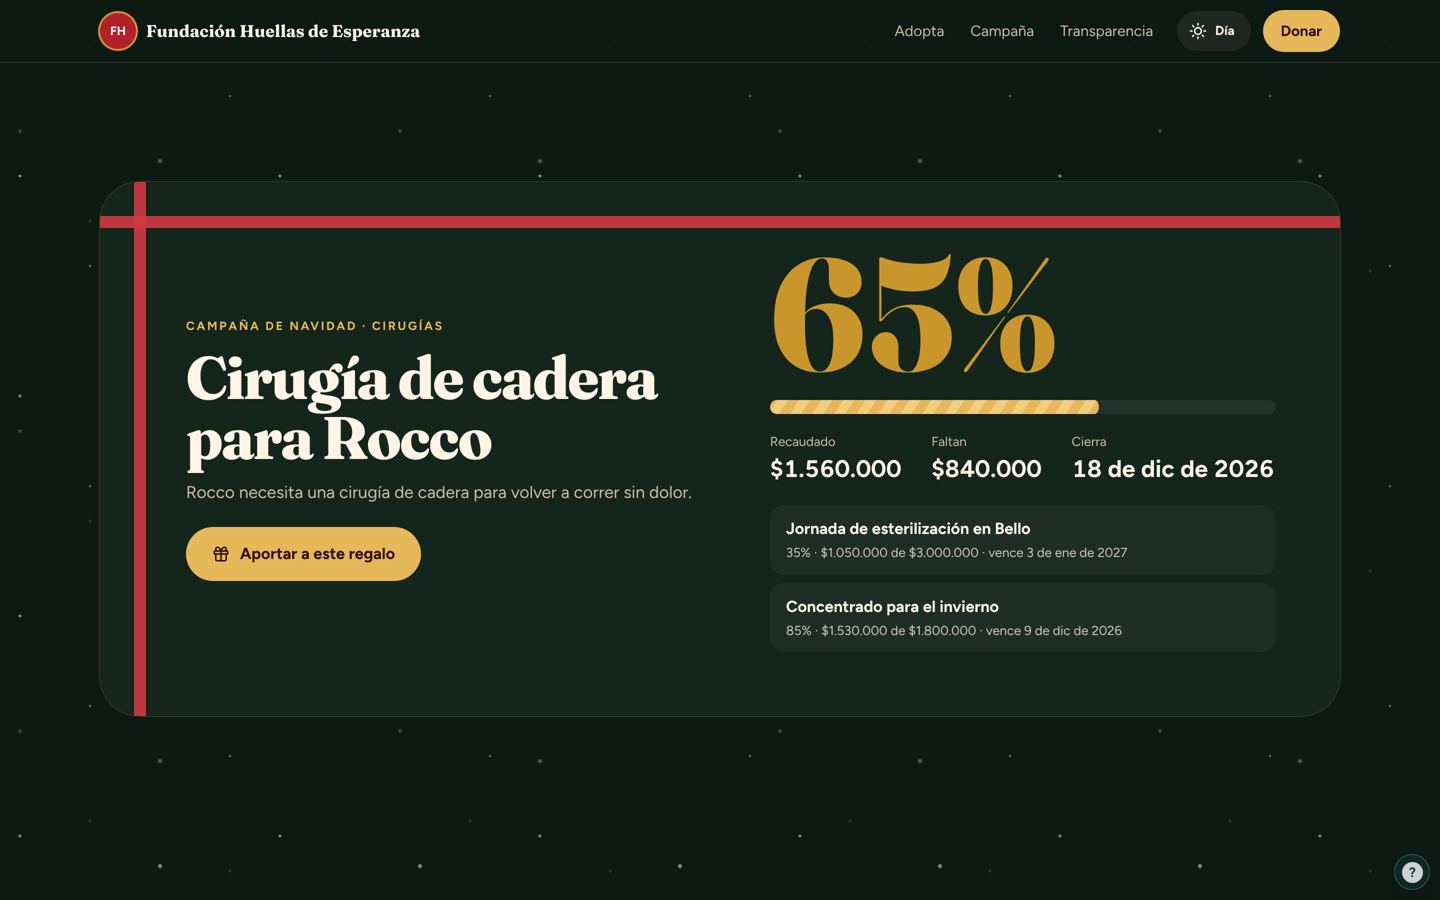 FH
Fundación Huellas de Esperanza
Adopta
Campaña
Transparencia
Día
Donar
CAMPAÑA DE NAVIDAD · CIRUGÍAS
Cirugía de cadera
para Rocco
Rocco necesita una cirugía de cadera para volver a correr sin dolor.
Aportar a este regalo
65%
Recaudado
$1.560.000
Faltan
$840.000
Cierra
18 de dic de 2026
Jornada de esterilización en Bello
35% · $1.050.000 de $3.000.000 · vence 3 de ene de 2027
Concentrado para el invierno
85% · $1.530.000 de $1.800.000 · vence 9 de dic de 2026
?